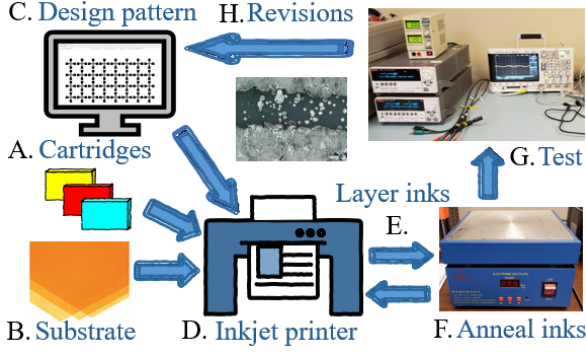 C. Design pattern
H. Revisions
A. Cartridges
G. Test
Layer inks
E.
B. Substrate
D. Inkjet printer
F. Anneal inks